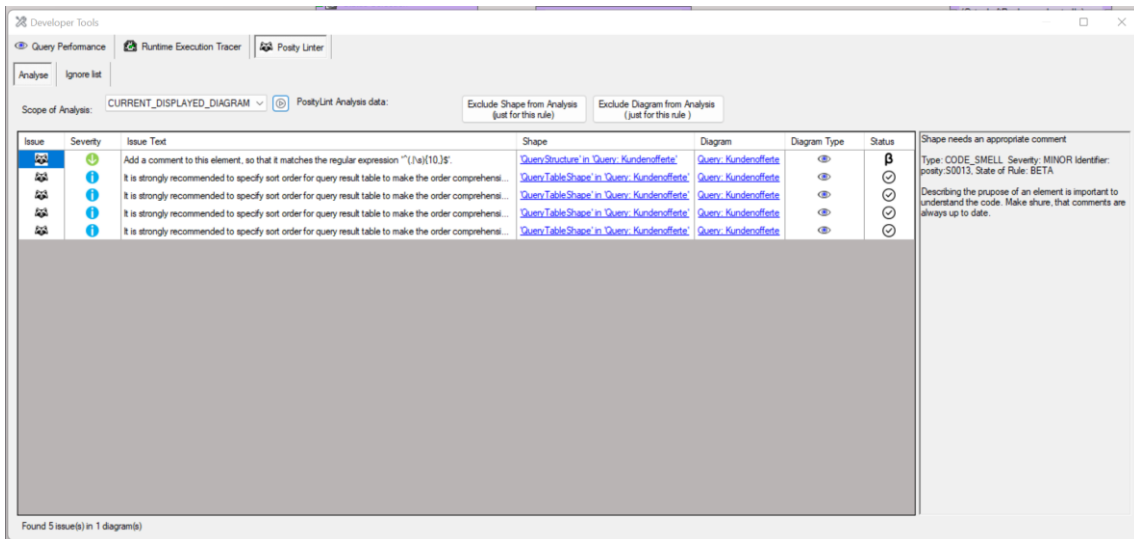 Developer Tools
Query Performance Runtime Execution Tracer Posity Linter
Analyse Ignore list
Scope of Analysis: CURRENT_DISPLAYED_DIAGRAM PosityLint Analysis data: Exclude Shape from Analysis (just for this rule) Exclude Diagram from Analysis (just for this rule )
Issue Severity Issue Text Shape Diagram Diagram Type Status
Add a comment to this element, so that it matches the regular expression '^(.|\s){10,}$'. 'QueryStructure' in 'Query: Kundenofferte' Query: Kundenofferte β
It is strongly recommended to specify sort order for query result table to make the order comprehensi... 'QueryTableShape' in 'Query: Kundenofferte' Query: Kundenofferte
It is strongly recommended to specify sort order for query result table to make the order comprehensi... 'QueryTableShape' in 'Query: Kundenofferte' Query: Kundenofferte
It is strongly recommended to specify sort order for query result table to make the order comprehensi... 'QueryTableShape' in 'Query: Kundenofferte' Query: Kundenofferte
It is strongly recommended to specify sort order for query result table to make the order comprehensi... 'QueryTableShape' in 'Query: Kundenofferte' Query: Kundenofferte
Shape needs an appropriate comment
Type: CODE_SMELL Severity: MINOR Identifier:
posity:S0013, State of Rule: BETA
Describing the prupose of an element is important to
understand the code. Make shure, that comments are
always up to date.
Found 5 issue(s) in 1 diagram(s)